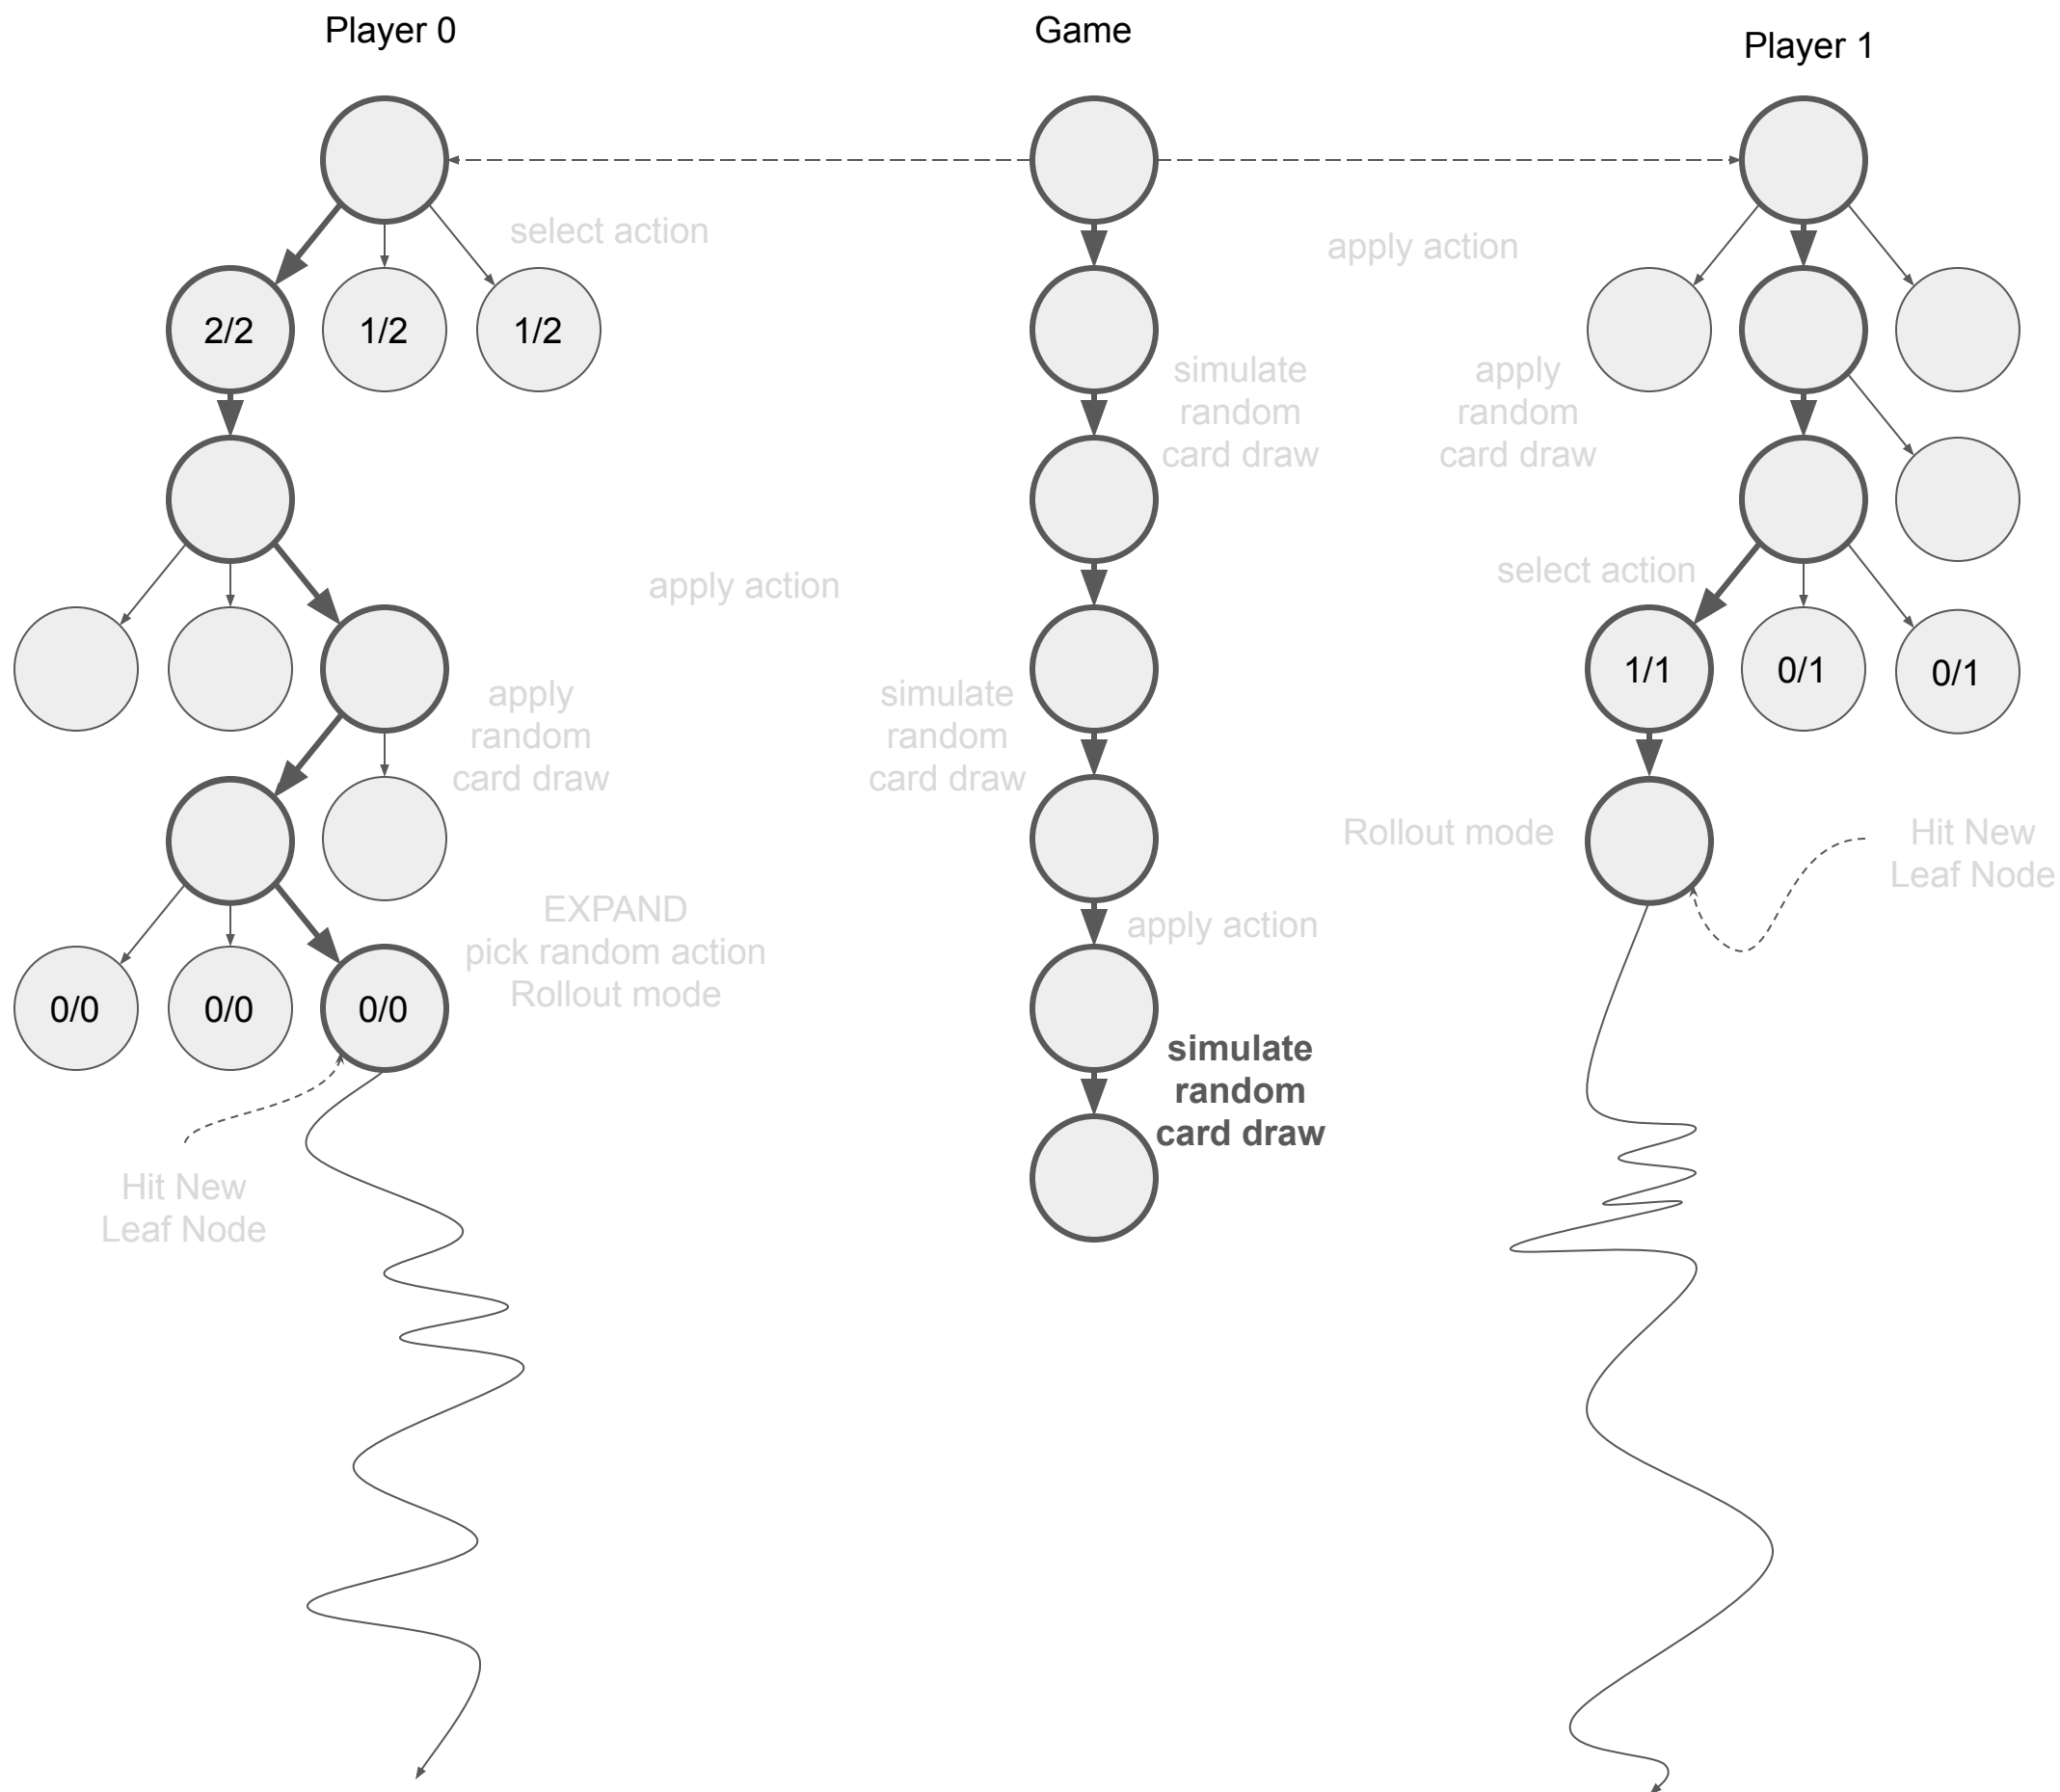 Player 0
Game
Player 1
select action
apply action
2/2
1/2
1/2
simulate
random
card draw
apply
random
card draw
apply action
select action
1/1
0/1
0/1
apply
random
card draw
simulate
random
card draw
Rollout mode
Hit New
Leaf Node
EXPAND
pick random action
Rollout mode
apply action
0/0
0/0
0/0
simulate
random
card draw
Hit New
Leaf Node